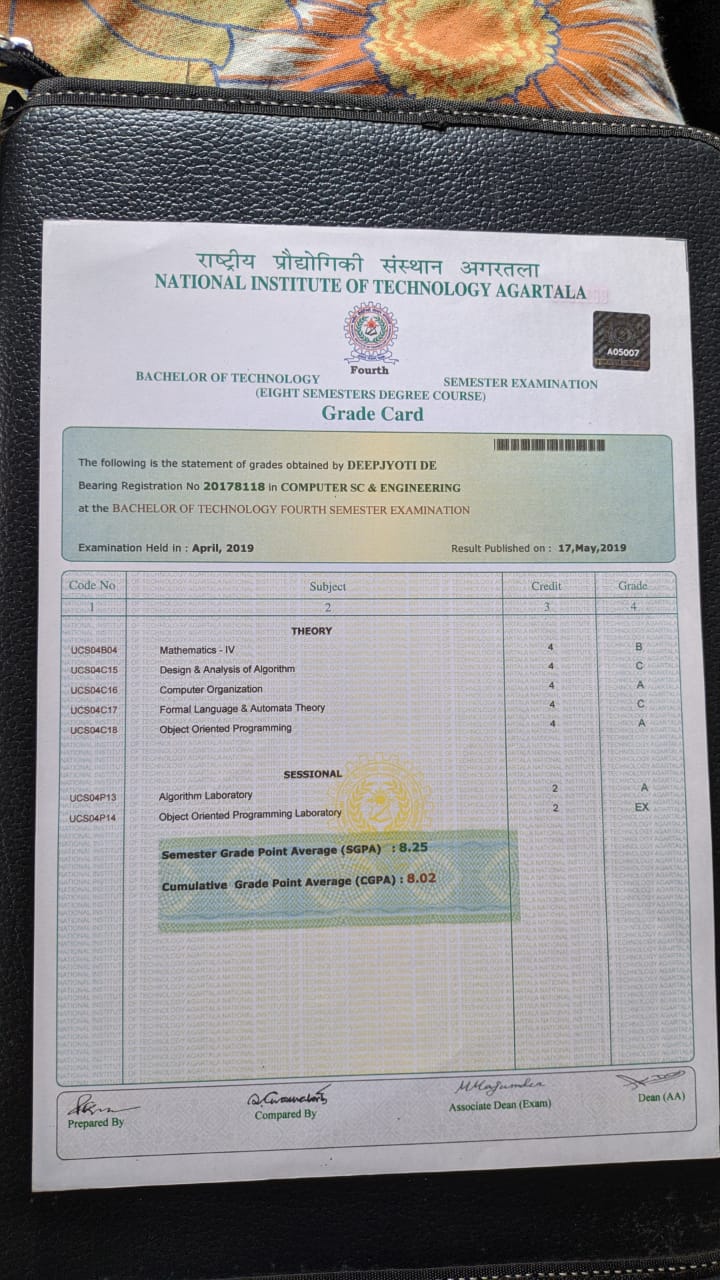 राष्ट्रीय प्रौद्योगिकी संस्थान अगरतला
NATIONAL INSTITUTE OF TECHNOLOGY AGARTALA
A05007
Fourth
BACHELOR OF TECHNOLOGY SEMESTER EXAMINATION
(EIGHT SEMESTERS DEGREE COURSE)
Grade Card
The following is the statement of grades obtained by DEEPJYOTI DE
Bearing Registration No 20178118 in COMPUTER SC & ENGINEERING
at the BACHELOR OF TECHNOLOGY FOURTH SEMESTER EXAMINATION
Examination Held in : April, 2019 Result Published on : 17,May,2019
Code No Subject Credit Grade
1 2 3 4
THEORY
UCS04B04 Mathematics - IV 4 B
UCS04C15 Design & Analysis of Algorithm 4 C
UCS04C16 Computer Organization 4 A
UCS04C17 Formal Language & Automata Theory 4 C
UCS04C18 Object Oriented Programming 4 A
SESSIONAL
UCS04P13 Algorithm Laboratory 2 A
UCS04P14 Object Oriented Programming Laboratory 2 EX
Semester Grade Point Average (SGPA) : 8.25
Cumulative Grade Point Average (CGPA) : 8.02
Prepared By Compared By Associate Dean (Exam) Dean (AA)